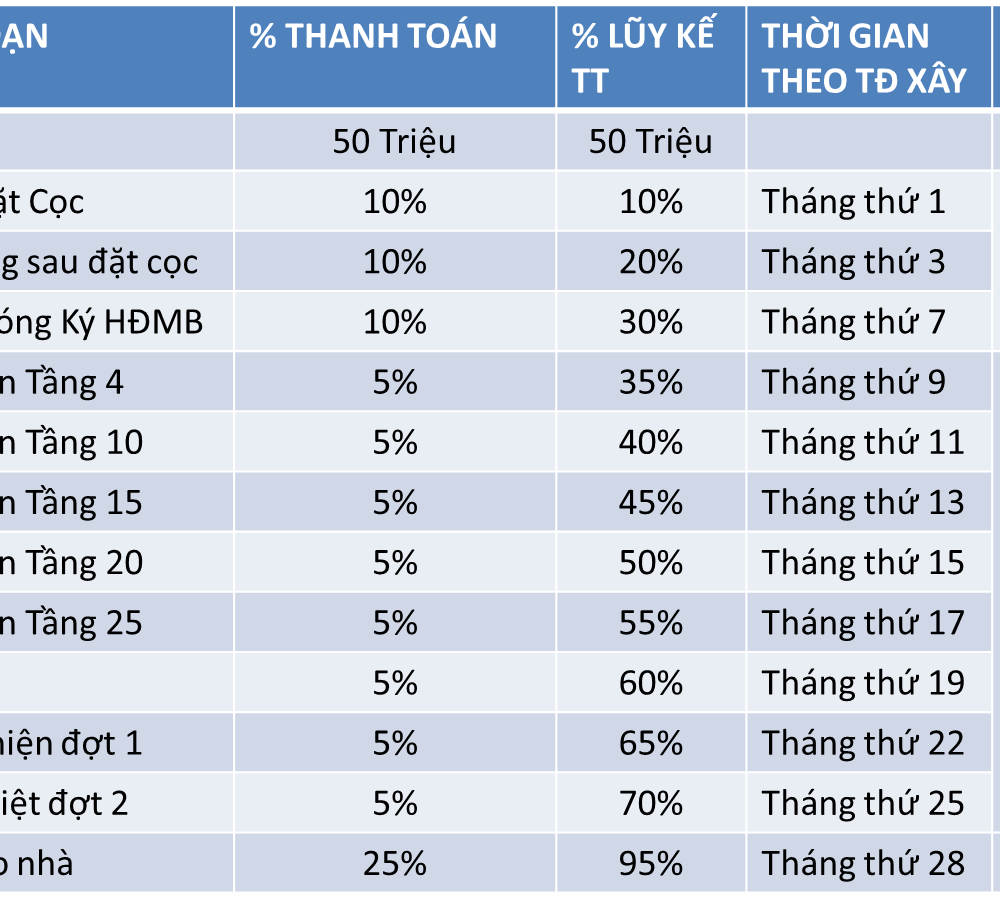 % THANH TOÁN % LŨY KẾ THỜI GIAN
TT THEO TĐ XÂY
50 Triệu 50 Triệu
Cọc 10% 10% Tháng thứ 1
sau đặt cọc 10% 20% Tháng thứ 3
Ký HĐMB 10% 30% Tháng thứ 7
Tầng 4 5% 35% Tháng thứ 9
Tầng 10 5% 40% Tháng thứ 11
Tầng 15 5% 45% Tháng thứ 13
Tầng 20 5% 50% Tháng thứ 15
Tầng 25 5% 55% Tháng thứ 17
5% 60% Tháng thứ 19
đợt 1 5% 65% Tháng thứ 22
đợt 2 5% 70% Tháng thứ 25
nhà 25% 95% Tháng thứ 28